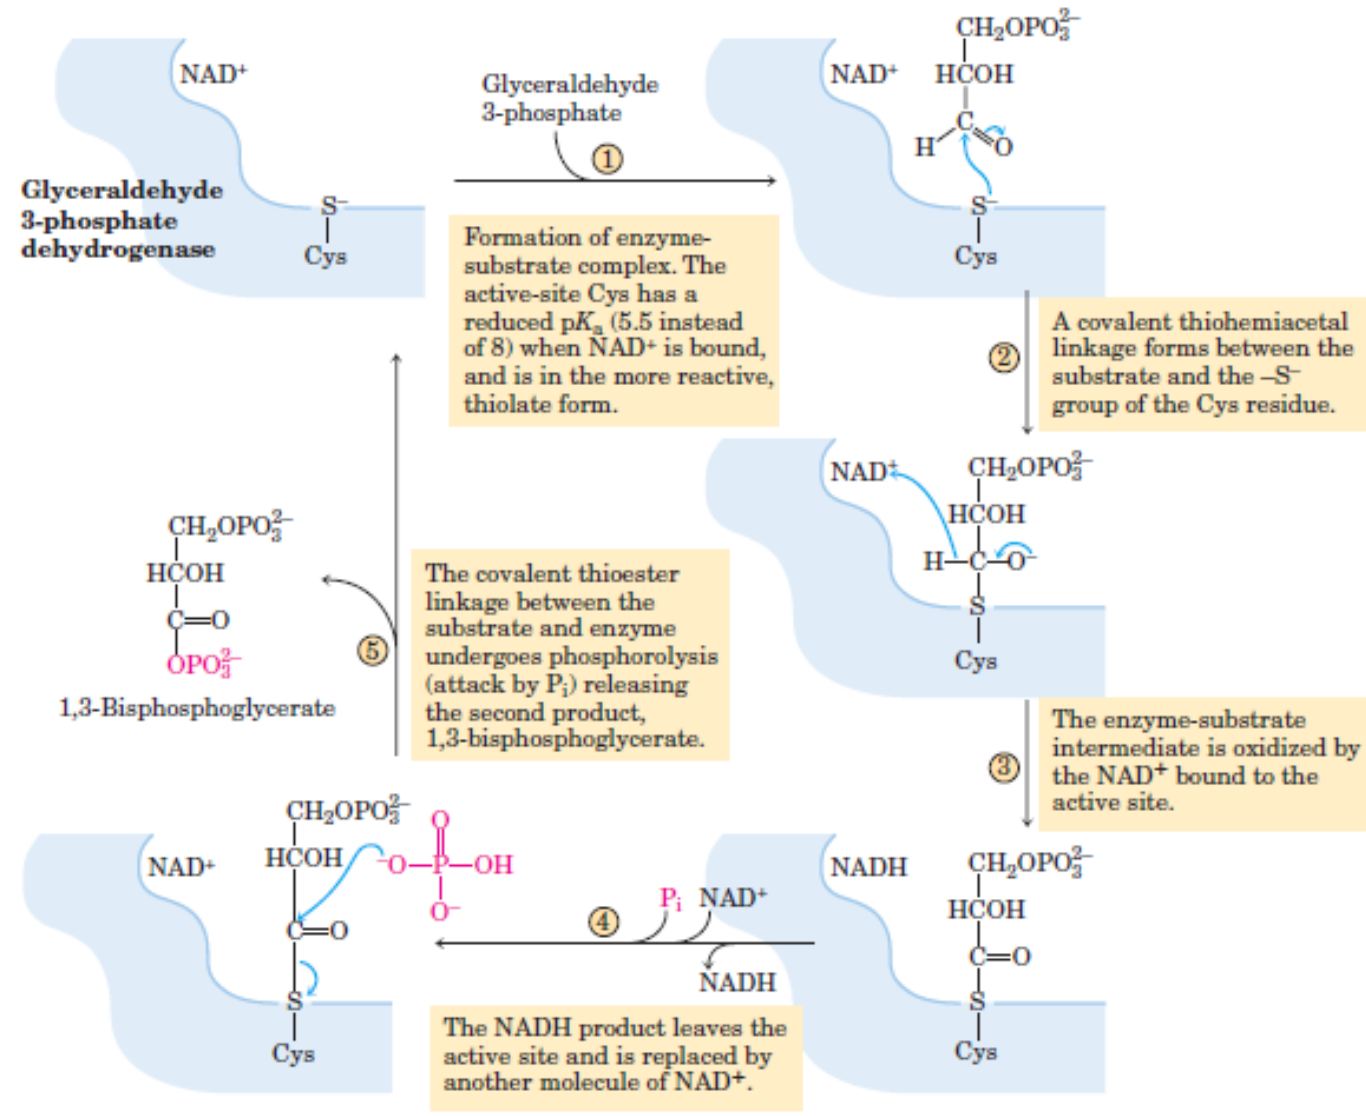 NAD⁺
Glyceraldehyde
3-phosphate
dehydrogenase
S⁻
Cys
Glyceraldehyde
3-phosphate
①
Formation of enzyme-
substrate complex. The
active-site Cys has a
reduced pKₐ (5.5 instead
of 8) when NAD⁺ is bound,
and is in the more reactive,
thiolate form.
CH₂OPO₃²⁻
NAD⁺
HCOH
C
H
O
S⁻
Cys
②
A covalent thiohemiacetal
linkage forms between the
substrate and the –S⁻
group of the Cys residue.
NAD⁺
CH₂OPO₃²⁻
HCOH
H–C–O⁻
S
Cys
③
The enzyme-substrate
intermediate is oxidized by
the NAD⁺ bound to the
active site.
NADH
CH₂OPO₃²⁻
HCOH
C=O
S
Cys
④
Pᵢ
NAD⁺
NADH
The NADH product leaves the
active site and is replaced by
another molecule of NAD⁺.
CH₂OPO₃²⁻
NAD⁺
HCOH
O
⁻O–P–OH
O⁻
C=O
S
Cys
⑤
The covalent thioester
linkage between the
substrate and enzyme
undergoes phosphorolysis
(attack by Pᵢ) releasing
the second product,
1,3-bisphosphoglycerate.
CH₂OPO₃²⁻
HCOH
C=O
OPO₃²⁻
1,3-Bisphosphoglycerate